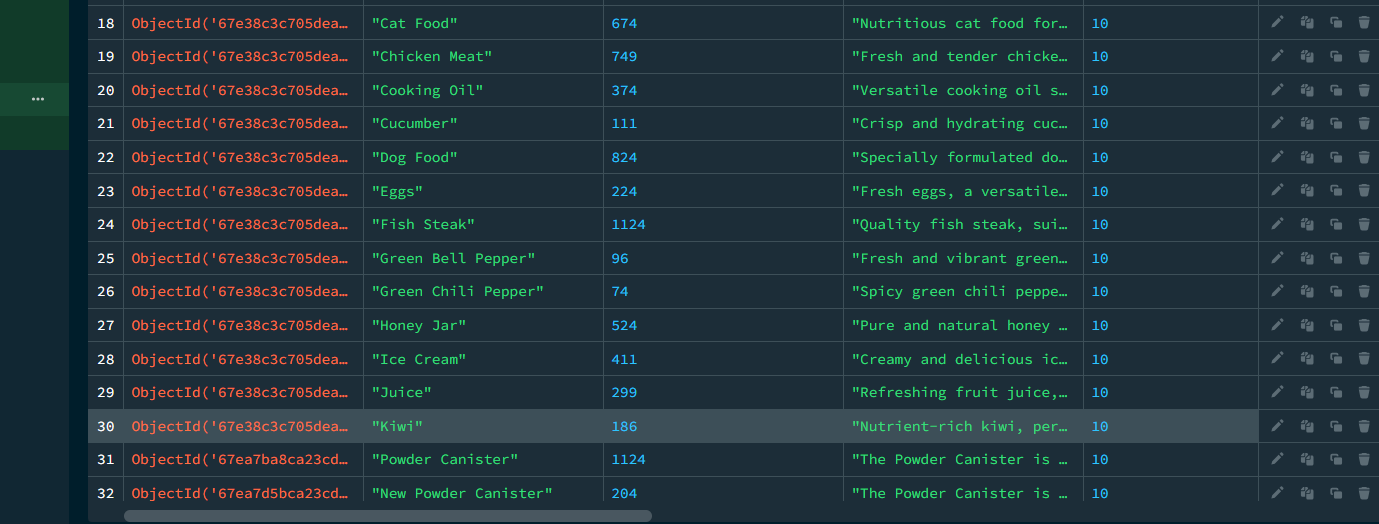 18 ObjectId('67e38c3c705dea… "Cat Food" 674 "Nutritious cat food for… 10
19 ObjectId('67e38c3c705dea… "Chicken Meat" 749 "Fresh and tender chicke… 10
20 ObjectId('67e38c3c705dea… "Cooking Oil" 374 "Versatile cooking oil s… 10
21 ObjectId('67e38c3c705dea… "Cucumber" 111 "Crisp and hydrating cuc… 10
22 ObjectId('67e38c3c705dea… "Dog Food" 824 "Specially formulated do… 10
23 ObjectId('67e38c3c705dea… "Eggs" 224 "Fresh eggs, a versatile… 10
24 ObjectId('67e38c3c705dea… "Fish Steak" 1124 "Quality fish steak, sui… 10
25 ObjectId('67e38c3c705dea… "Green Bell Pepper" 96 "Fresh and vibrant green… 10
26 ObjectId('67e38c3c705dea… "Green Chili Pepper" 74 "Spicy green chili peppe… 10
27 ObjectId('67e38c3c705dea… "Honey Jar" 524 "Pure and natural honey … 10
28 ObjectId('67e38c3c705dea… "Ice Cream" 411 "Creamy and delicious ic… 10
29 ObjectId('67e38c3c705dea… "Juice" 299 "Refreshing fruit juice,… 10
30 ObjectId('67e38c3c705dea… "Kiwi" 186 "Nutrient-rich kiwi, per… 10
31 ObjectId('67ea7ba8ca23cd… "Powder Canister" 1124 "The Powder Canister is … 10
32 ObjectId('67ea7d5bca23cd… "New Powder Canister" 204 "The Powder Canister is … 10